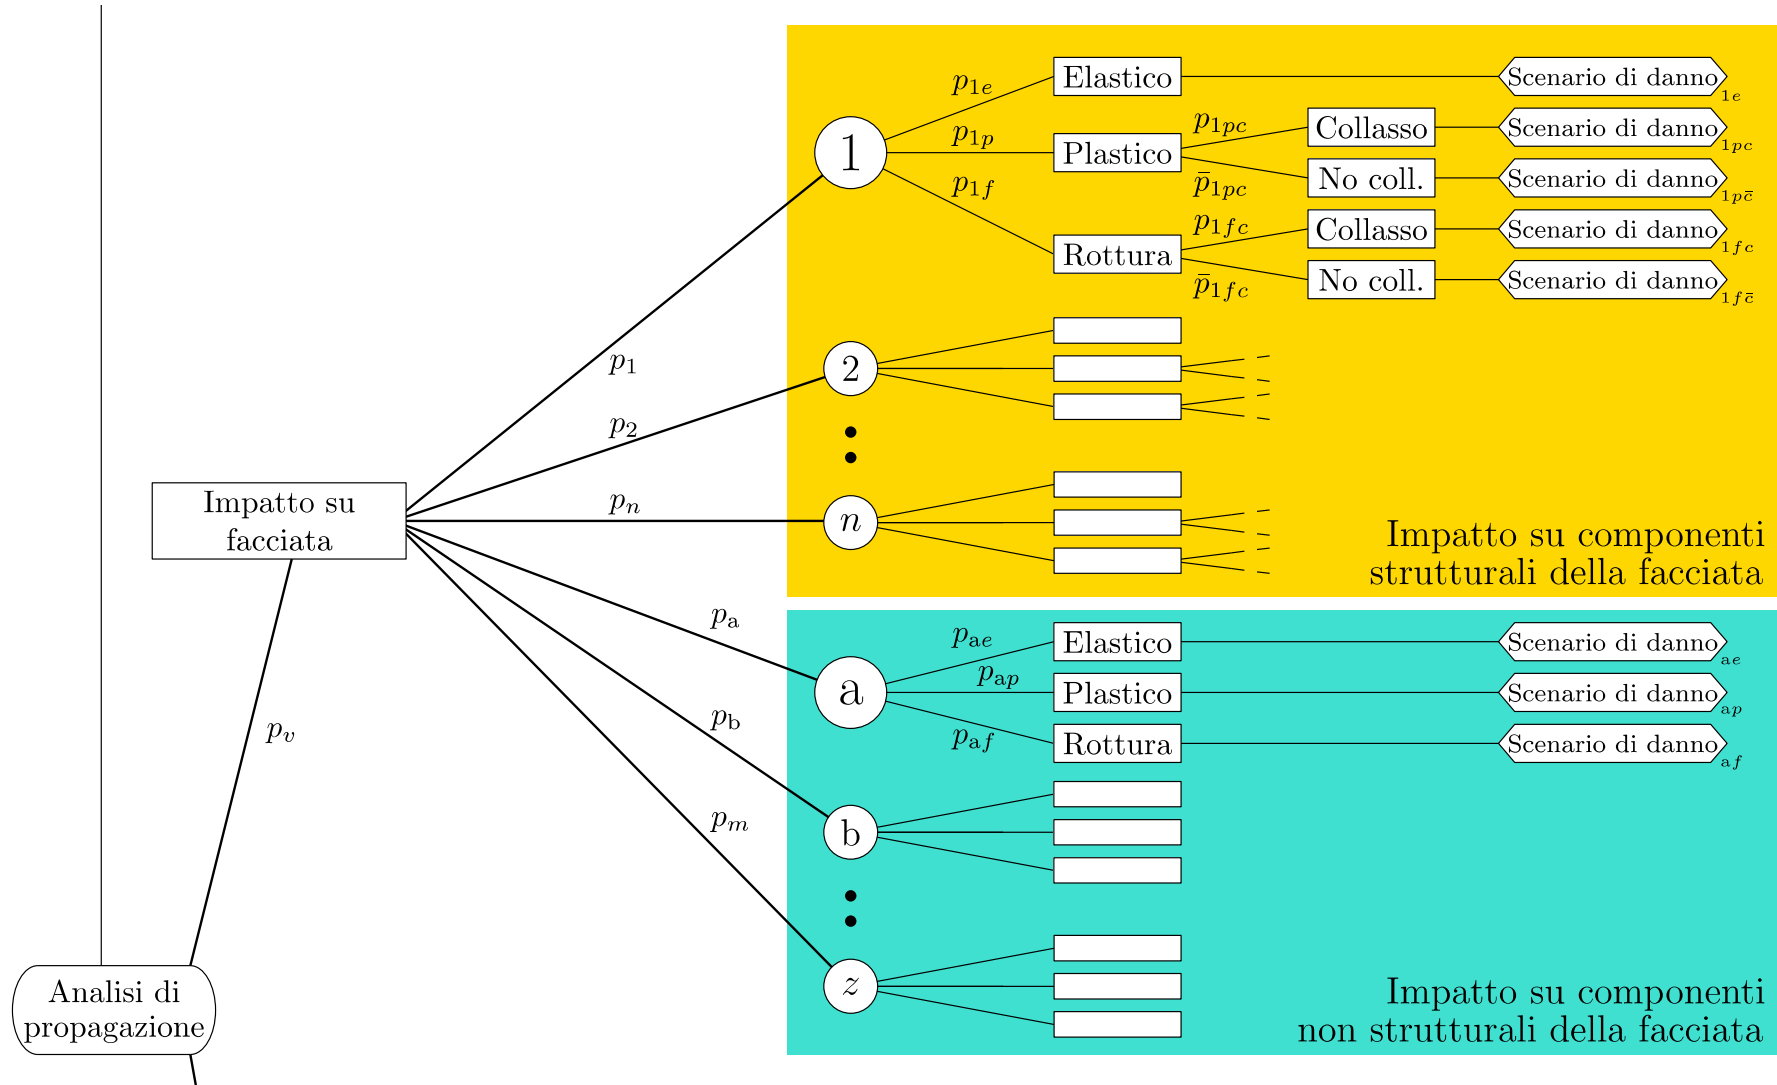 p1e
Elastico
Scenario di danno 1e
1
p1p
Plastico
p1pc
Collasso
Scenario di danno 1pc
p̄1pc
No coll.
Scenario di danno 1pc̄
p1f
Rottura
p1fc
Collasso
Scenario di danno 1fc
p̄1fc
No coll.
Scenario di danno 1fc̄
p1
2
p2
pn
n
Impatto su
facciata
Impatto su componenti
strutturali della facciata
pa
a
pae
Elastico
Scenario di danno ae
pap
Plastico
Scenario di danno ap
paf
Rottura
Scenario di danno af
pb
b
pv
pm
z
Analisi di
propagazione
Impatto su componenti
non strutturali della facciata